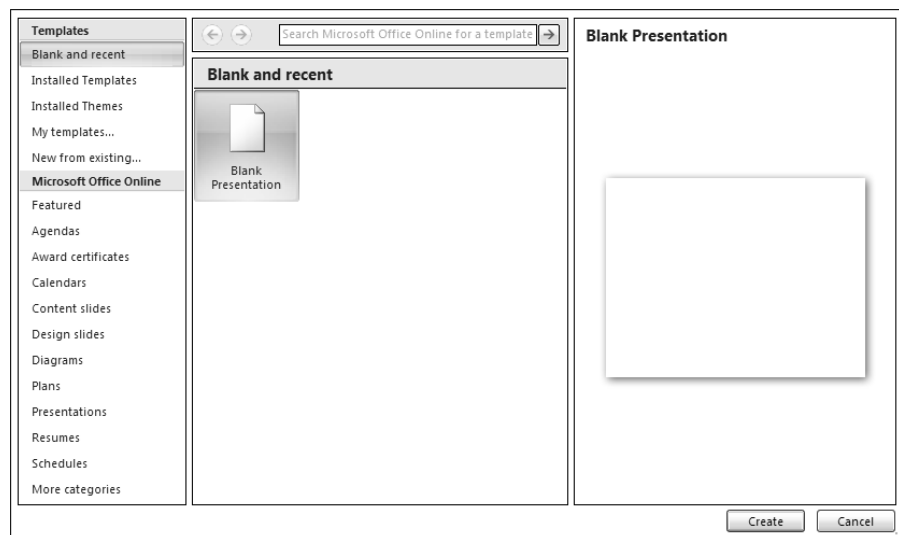 Templates
Blank and recent
Installed Templates
Installed Themes
My templates...
New from existing...
Microsoft Office Online
Featured
Agendas
Award certificates
Calendars
Content slides
Design slides
Diagrams
Plans
Presentations
Resumes
Schedules
More categories
Search Microsoft Office Online for a template
Blank and recent
Blank
Presentation
Blank Presentation
Create
Cancel